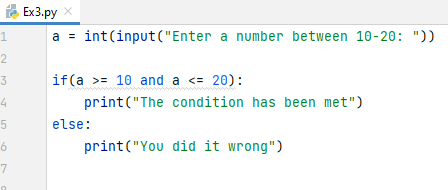 Ex3.py
1 a = int(input("Enter a number between 10-20: "))
2
3 if(a >= 10 and a <= 20):
4     print("The condition has been met")
5 else:
6     print("You did it wrong")
7
8